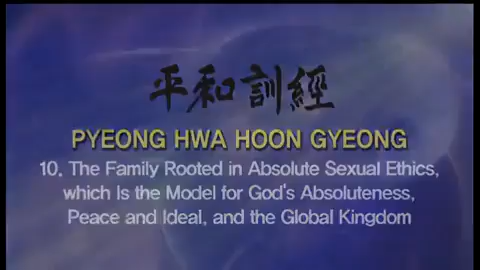 平和訓經
PYEONG HWA HOON GYEONG
10. The Family Rooted in Absolute Sexual Ethics,
which Is the Model for God's Absoluteness,
Peace and Ideal, and the Global Kingdom